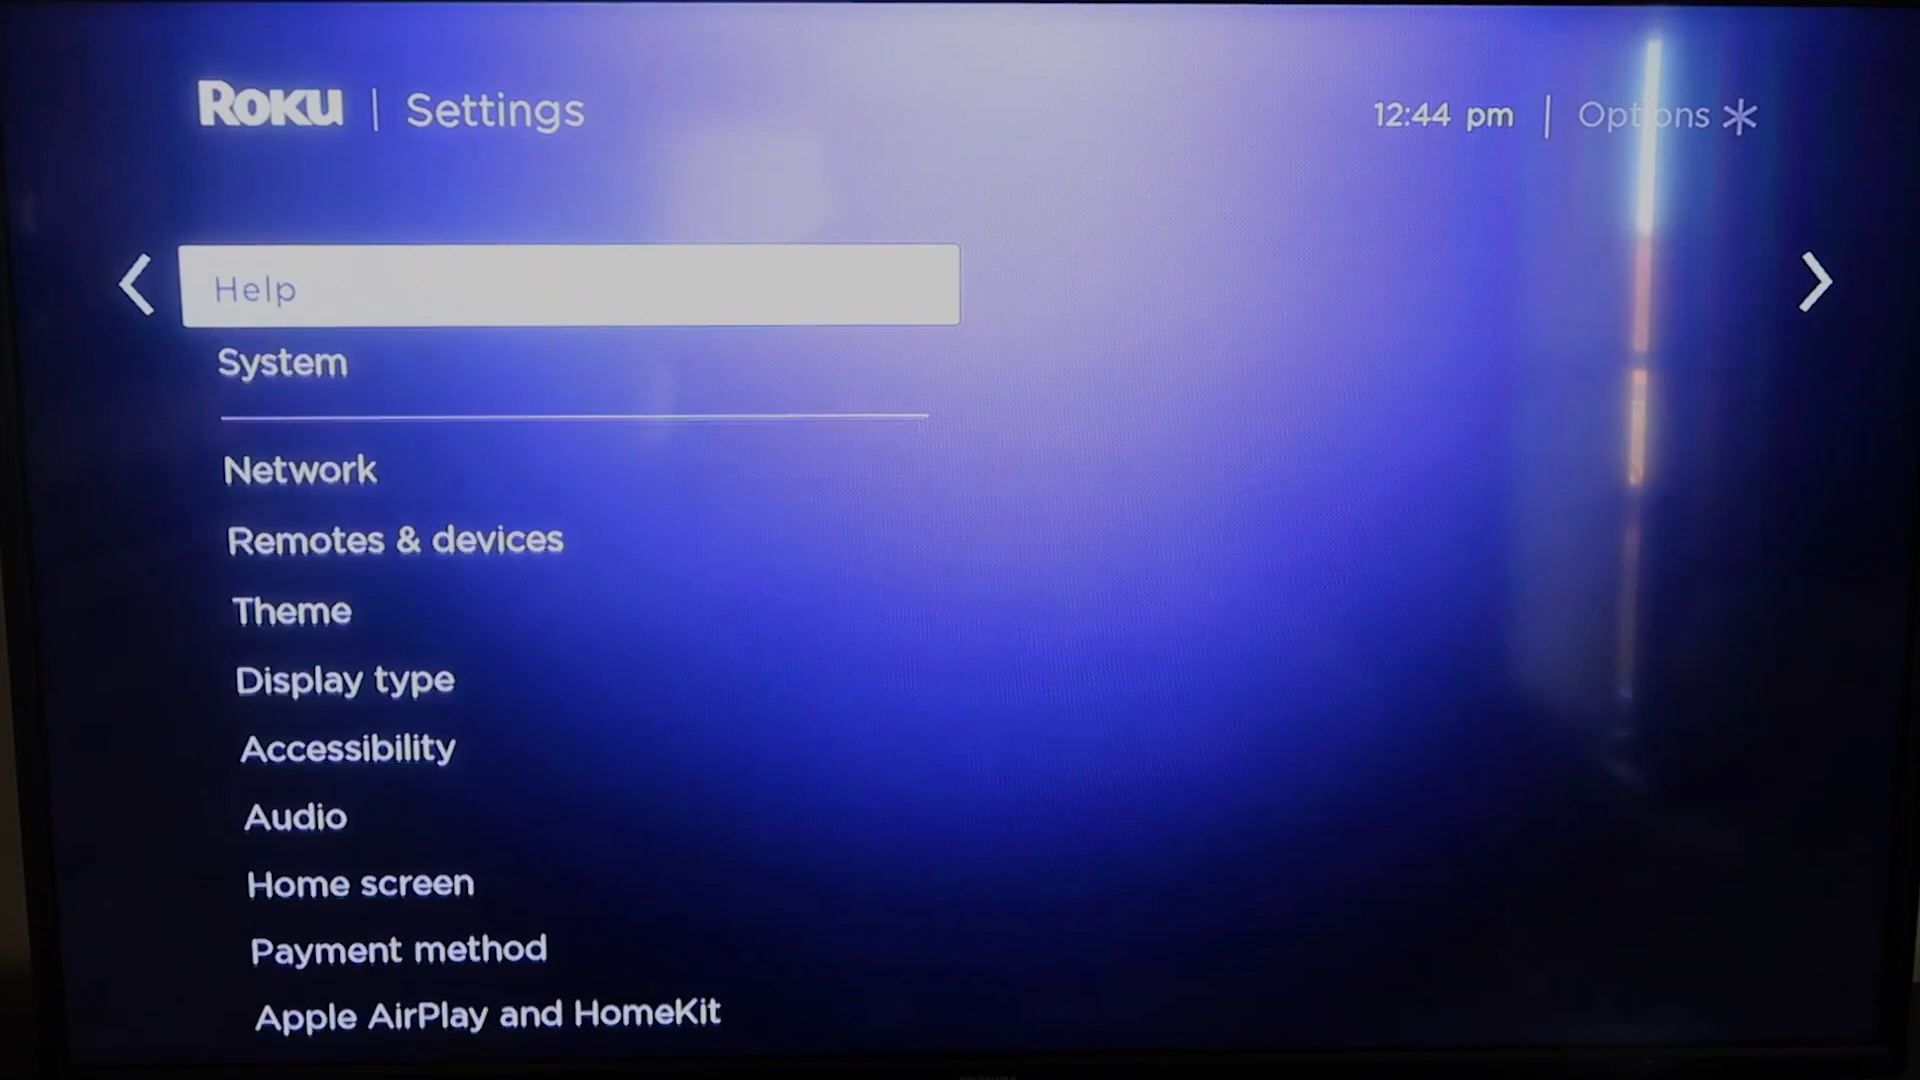 Roku | Settings
12:44 pm | Options *
Help
System
Network
Remotes & devices
Theme
Display type
Accessibility
Audio
Home screen
Payment method
Apple AirPlay and HomeKit